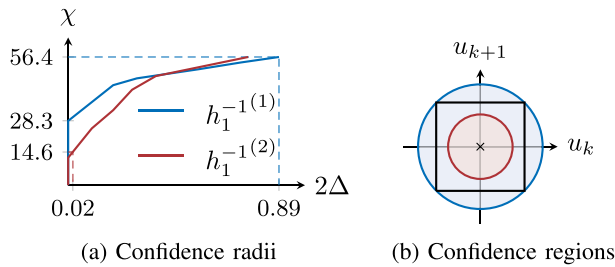 χ
56.4
28.3
14.6
h₁⁻¹⁽¹⁾
h₁⁻¹⁽²⁾
2Δ
0.02
0.89
(a) Confidence radii
uₖ₊₁
uₖ
(b) Confidence regions